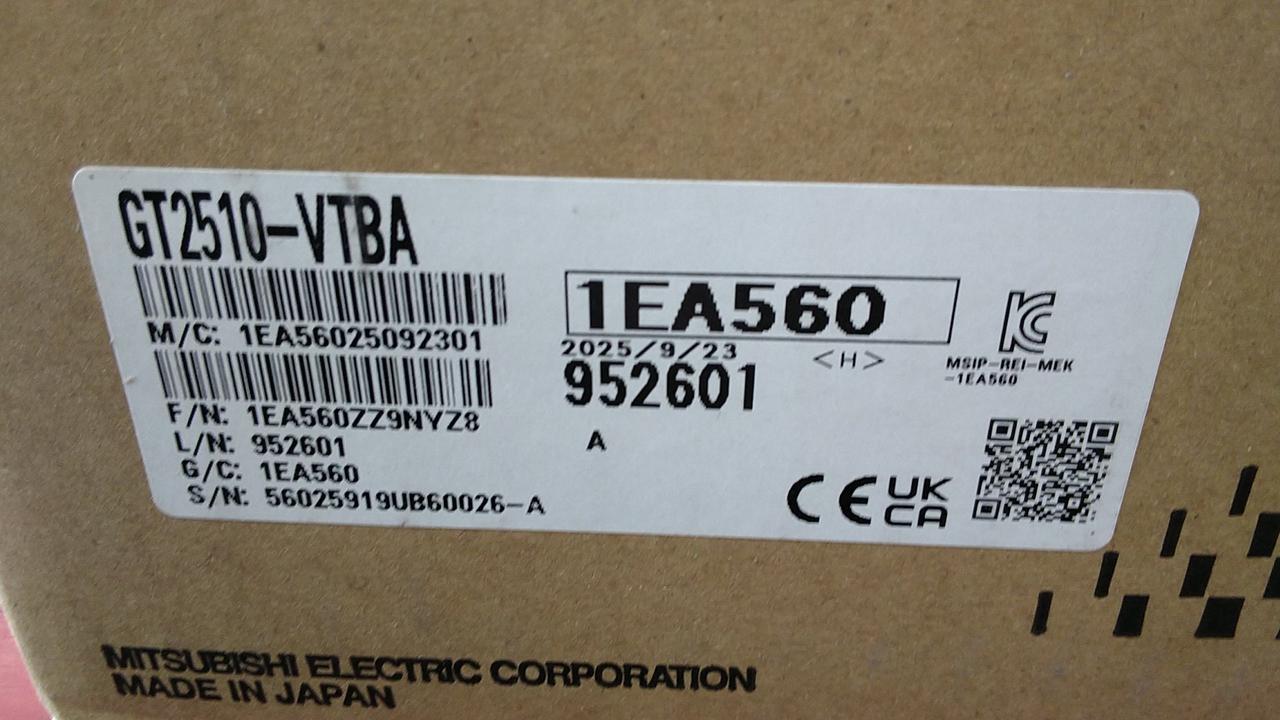 GT2510-VTBA
M/C: 1EA56025092301
F/N: 1EA560ZZ9NYZ8
L/N: 952601
G/C: 1EA560
S/N: 56025919UB60026-A
1EA560
2025/9/23 <H>
952601
A
MSIP-REI-MEK
-1EA560
CE UK
CA
MITSUBISHI ELECTRIC CORPORATION
MADE IN JAPAN